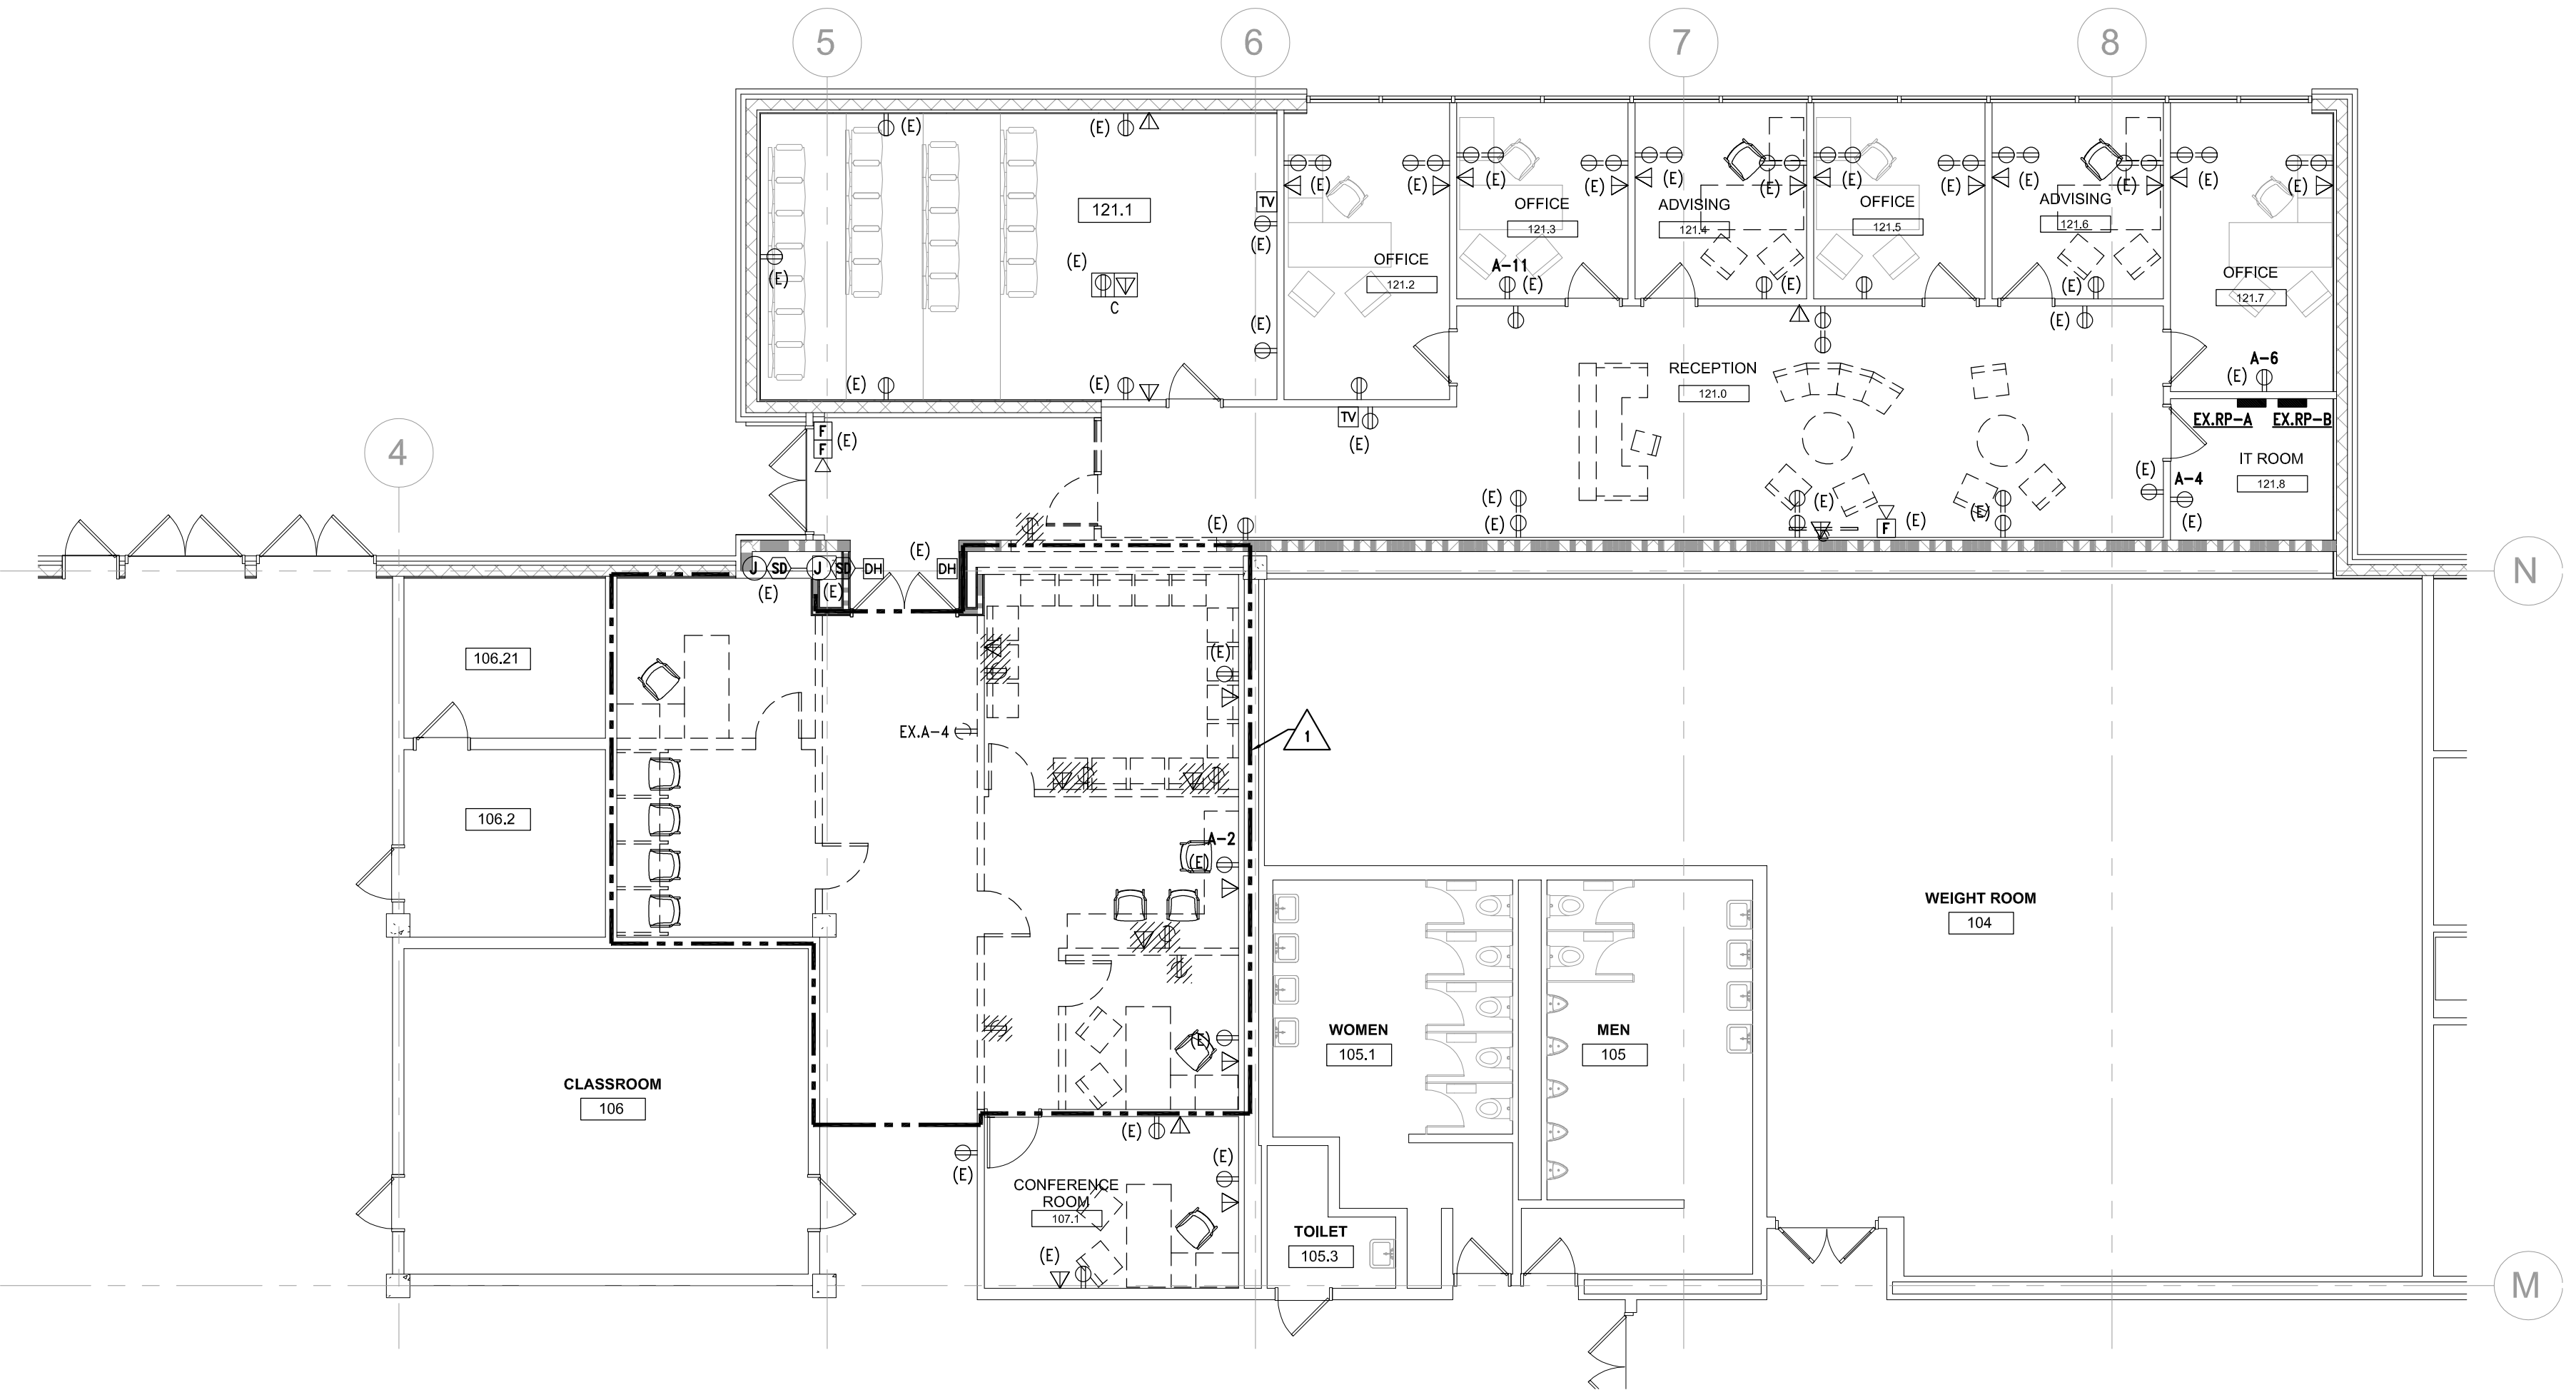 5
6
7
8
(E)
(E)
121.1
TV
(E)
(E)
(E)
C
(E)
(E)
(E)
(E)
(E)
OFFICE
121.2
(E)
(E)
OFFICE
121.3
A-11
(E)
(E)
(E)
ADVISING
121.4
(E)
(E)
(E)
OFFICE
121.5
(E)
(E)
ADVISING
121.6
(E)
(E)
(E)
OFFICE
121.7
A-6
(E)
(E)
RECEPTION
121.0
TV
(E)
EX.RP-A
EX.RP-B
IT ROOM
121.8
(E)
A-4
(E)
F
F
(E)
4
(E)
(E)
(E)
(E)
F
(E)
(E)
J
SD
J
SD
DH
DH
(E)
(E)
(E)
N
106.21
(E)
EX.A-4
1
106.2
A-2
(E)
WEIGHT ROOM
104
WOMEN
105.1
MEN
105
(E)
CLASSROOM
106
(E)
(E)
(E)
CONFERENCE
ROOM
107.1
(E)
TOILET
105.3
M